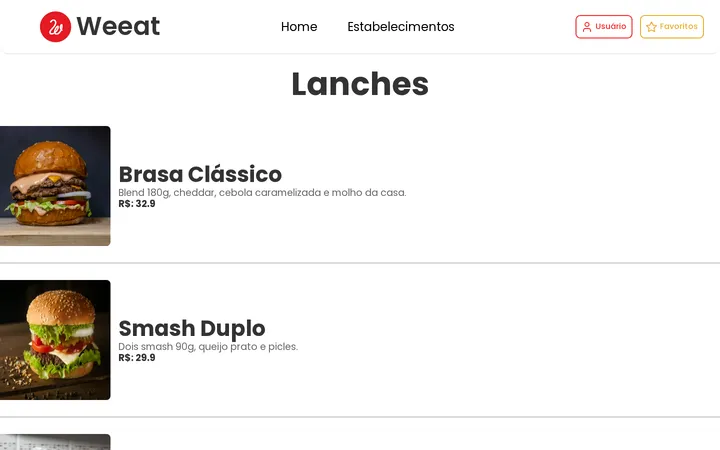 Weeat
Home
Estabelecimentos
Usuário
Favoritos
Lanches
Brasa Clássico
Blend 180g, cheddar, cebola caramelizada e molho da casa.
R$: 32.9
Smash Duplo
Dois smash 90g, queijo prato e picles.
R$: 29.9